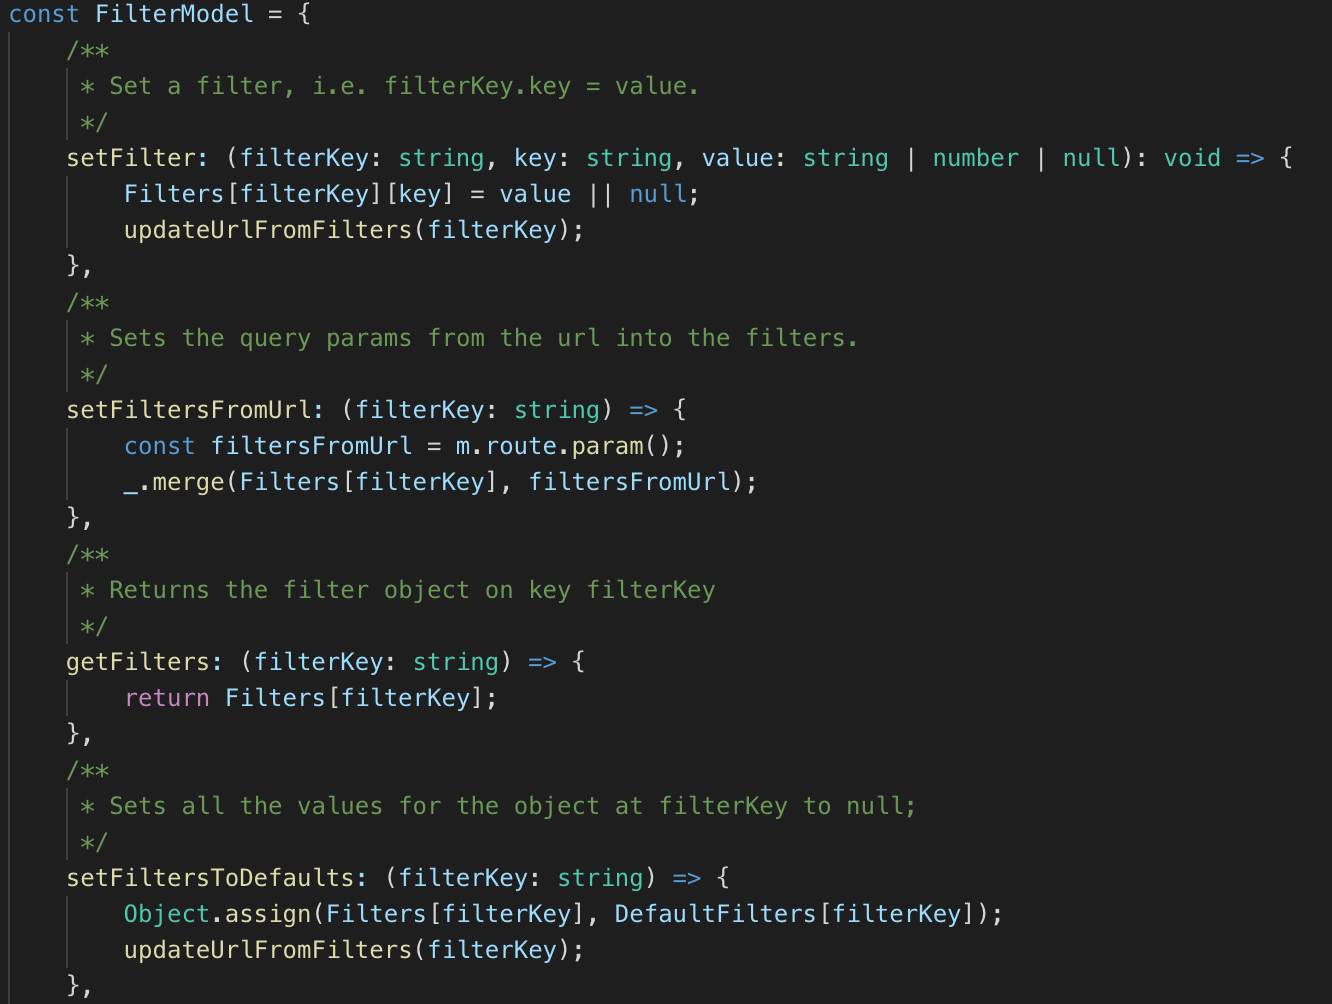 const FilterModel = {
    /**
     * Set a filter, i.e. filterKey.key = value.
     */
    setFilter: (filterKey: string, key: string, value: string | number | null): void => {
        Filters[filterKey][key] = value || null;
        updateUrlFromFilters(filterKey);
    },
    /**
     * Sets the query params from the url into the filters.
     */
    setFiltersFromUrl: (filterKey: string) => {
        const filtersFromUrl = m.route.param();
        _.merge(Filters[filterKey], filtersFromUrl);
    },
    /**
     * Returns the filter object on key filterKey
     */
    getFilters: (filterKey: string) => {
        return Filters[filterKey];
    },
    /**
     * Sets all the values for the object at filterKey to null;
     */
    setFiltersToDefaults: (filterKey: string) => {
        Object.assign(Filters[filterKey], DefaultFilters[filterKey]);
        updateUrlFromFilters(filterKey);
    },